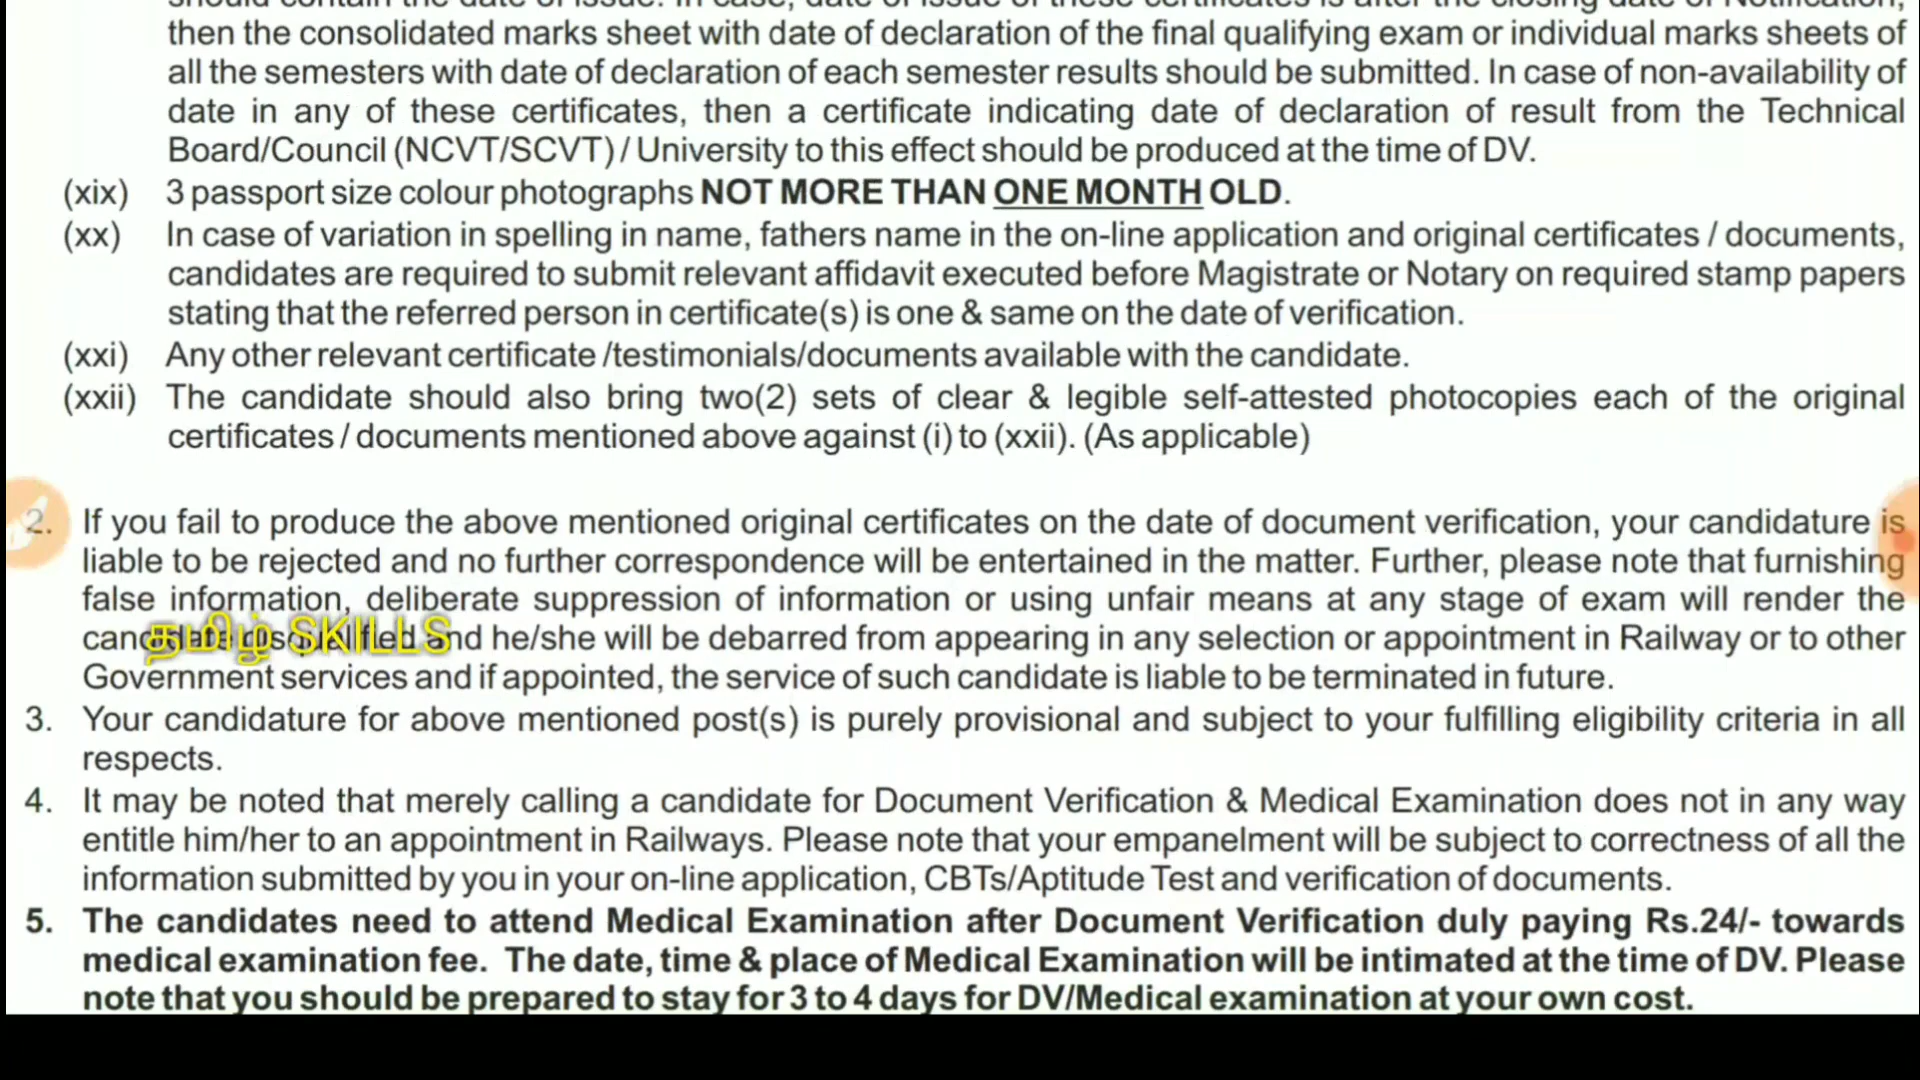 then the consolidated marks sheet with date of declaration of the final qualifying exam or individual marks sheets of
all the semesters with date of declaration of each semester results should be submitted. In case of non-availability of
date in any of these certificates, then a certificate indicating date of declaration of result from the Technical
Board/Council (NCVT/SCVT) / University to this effect should be produced at the time of DV.
(xix) 3 passport size colour photographs NOT MORE THAN ONE MONTH OLD.
(xx) In case of variation in spelling in name, fathers name in the on-line application and original certificates / documents,
candidates are required to submit relevant affidavit executed before Magistrate or Notary on required stamp papers
stating that the referred person in certificate(s) is one & same on the date of verification.
(xxi) Any other relevant certificate /testimonials/documents available with the candidate.
(xxii) The candidate should also bring two(2) sets of clear & legible self-attested photocopies each of the original
certificates / documents mentioned above against (i) to (xxii). (As applicable)
2. If you fail to produce the above mentioned original certificates on the date of document verification, your candidature is
liable to be rejected and no further correspondence will be entertained in the matter. Further, please note that furnishing
false information, deliberate suppression of information or using unfair means at any stage of exam will render the
தமிழ் SKILLS
and he/she will be debarred from appearing in any selection or appointment in Railway or to other
Government services and if appointed, the service of such candidate is liable to be terminated in future.
3. Your candidature for above mentioned post(s) is purely provisional and subject to your fulfilling eligibility criteria in all
respects.
4. It may be noted that merely calling a candidate for Document Verification & Medical Examination does not in any way
entitle him/her to an appointment in Railways. Please note that your empanelment will be subject to correctness of all the
information submitted by you in your on-line application, CBTs/Aptitude Test and verification of documents.
5. The candidates need to attend Medical Examination after Document Verification duly paying Rs.24/- towards
medical examination fee. The date, time & place of Medical Examination will be intimated at the time of DV. Please
note that you should be prepared to stay for 3 to 4 days for DV/Medical examination at your own cost.